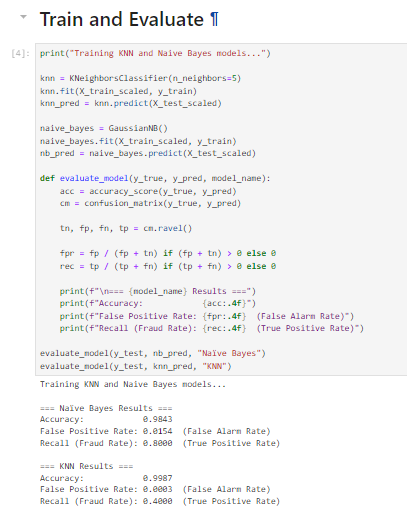 Train and Evaluate ¶
[4]: print("Training KNN and Naive Bayes models...")
knn = KNeighborsClassifier(n_neighbors=5)
knn.fit(X_train_scaled, y_train)
knn_pred = knn.predict(X_test_scaled)
naive_bayes = GaussianNB()
naive_bayes.fit(X_train_scaled, y_train)
nb_pred = naive_bayes.predict(X_test_scaled)
def evaluate_model(y_true, y_pred, model_name):
    acc = accuracy_score(y_true, y_pred)
    cm = confusion_matrix(y_true, y_pred)
    tn, fp, fn, tp = cm.ravel()
    fpr = fp / (fp + tn) if (fp + tn) > 0 else 0
    rec = tp / (tp + fn) if (tp + fn) > 0 else 0
    print(f"\n=== {model_name} Results ===")
    print(f"Accuracy:            {acc:.4f}")
    print(f"False Positive Rate: {fpr:.4f}  (False Alarm Rate)")
    print(f"Recall (Fraud Rate): {rec:.4f}  (True Positive Rate)")
evaluate_model(y_test, nb_pred, "Naïve Bayes")
evaluate_model(y_test, knn_pred, "KNN")
Training KNN and Naive Bayes models...
=== Naïve Bayes Results ===
Accuracy:            0.9843
False Positive Rate: 0.0154  (False Alarm Rate)
Recall (Fraud Rate): 0.8000  (True Positive Rate)
=== KNN Results ===
Accuracy:            0.9987
False Positive Rate: 0.0003  (False Alarm Rate)
Recall (Fraud Rate): 0.4000  (True Positive Rate)